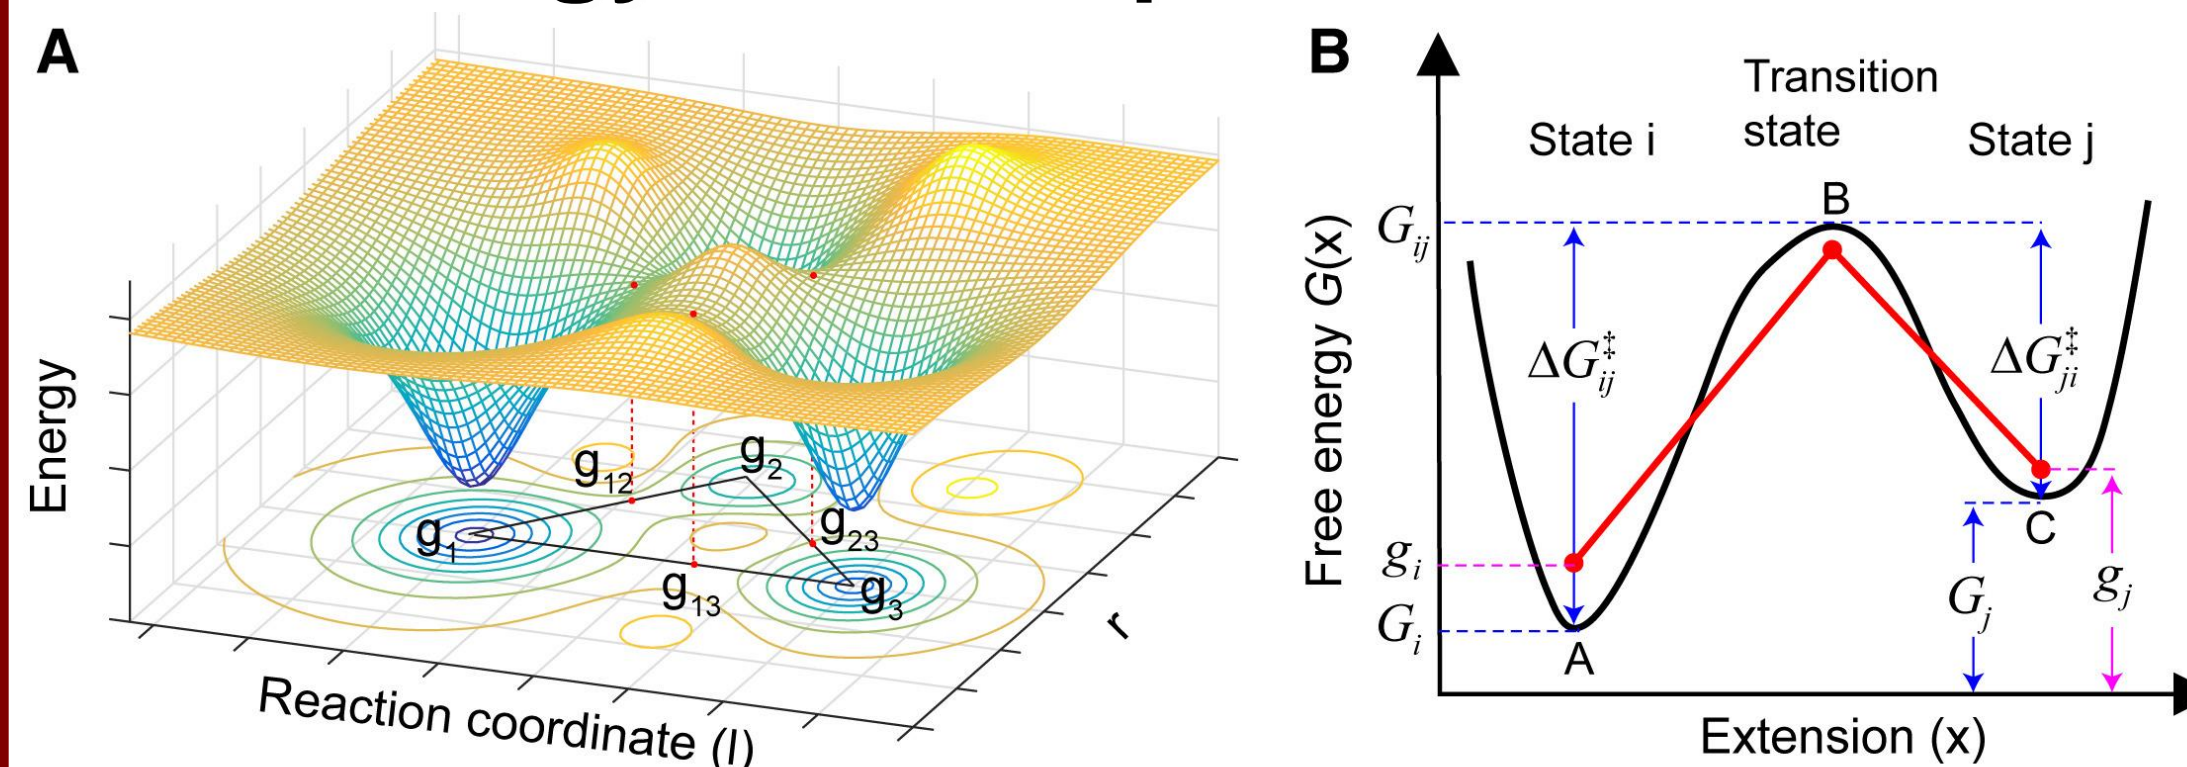 A
Energy
g12
g2
g1
g23
g13
g3
r
Reaction coordinate (l)
B
Transition
state
State i
State j
B
Gij
ΔG‡ij
ΔG‡ji
Free energy G(x)
gi
C
Gj
gj
Gi
A
Extension (x)